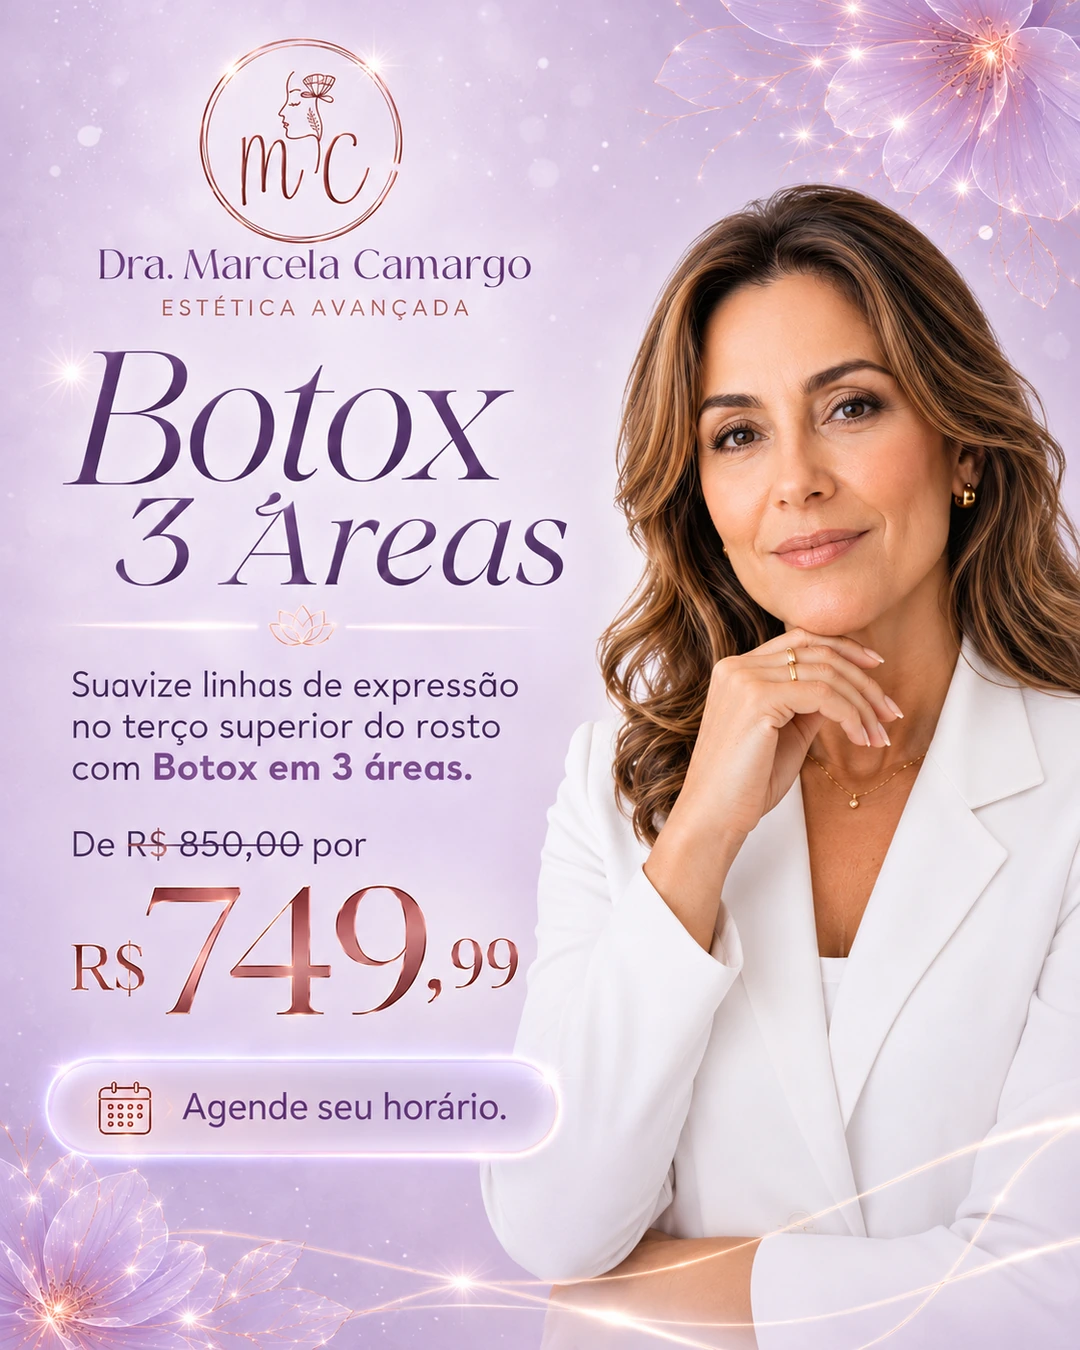 mC
Dra. Marcela Camargo
ESTÉTICA AVANÇADA
Botox
3 Áreas
Suavize linhas de expressão
no terço superior do rosto
com Botox em 3 áreas.
De R$ 850,00 por
R$ 749,99
Agende seu horário.